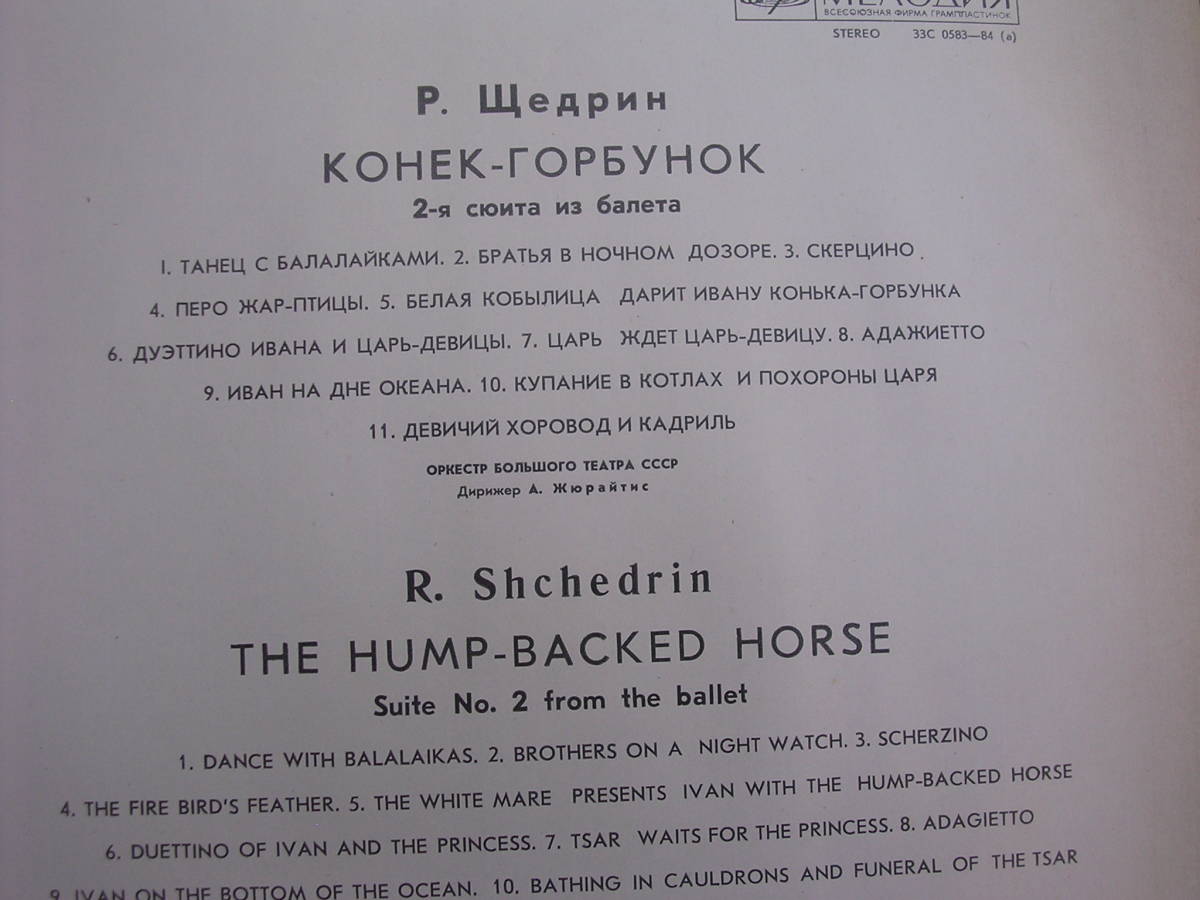 МЕЛОДИЯ
ВСЕСОЮЗНАЯ ФИРМА ГРАМПЛАСТИНОК
STEREO 33С 0583—84 (а)
Р. Щедрин
КОНЕК-ГОРБУНОК
2-я сюита из балета
I. ТАНЕЦ С БАЛАЛАЙКАМИ. 2. БРАТЬЯ В НОЧНОМ ДОЗОРЕ. 3. СКЕРЦИНО.
4. ПЕРО ЖАР-ПТИЦЫ. 5. БЕЛАЯ КОБЫЛИЦА ДАРИТ ИВАНУ КОНЬКА-ГОРБУНКА
6. ДУЭТТИНО ИВАНА И ЦАРЬ-ДЕВИЦЫ. 7. ЦАРЬ ЖДЕТ ЦАРЬ-ДЕВИЦУ. 8. АДАЖИЕТТО
9. ИВАН НА ДНЕ ОКЕАНА. 10. КУПАНИЕ В КОТЛАХ И ПОХОРОНЫ ЦАРЯ
11. ДЕВИЧИЙ ХОРОВОД И КАДРИЛЬ
ОРКЕСТР БОЛЬШОГО ТЕАТРА СССР
Дирижер А. Жюрайтис
R. Shchedrin
THE HUMP-BACKED HORSE
Suite No. 2 from the ballet
1. DANCE WITH BALALAIKAS. 2. BROTHERS ON A NIGHT WATCH. 3. SCHERZINO
4. THE FIRE BIRD'S FEATHER. 5. THE WHITE MARE PRESENTS IVAN WITH THE HUMP-BACKED HORSE
6. DUETTINO OF IVAN AND THE PRINCESS. 7. TSAR WAITS FOR THE PRINCESS. 8. ADAGIETTO
9. IVAN ON THE BOTTOM OF THE OCEAN. 10. BATHING IN CAULDRONS AND FUNERAL OF THE TSAR